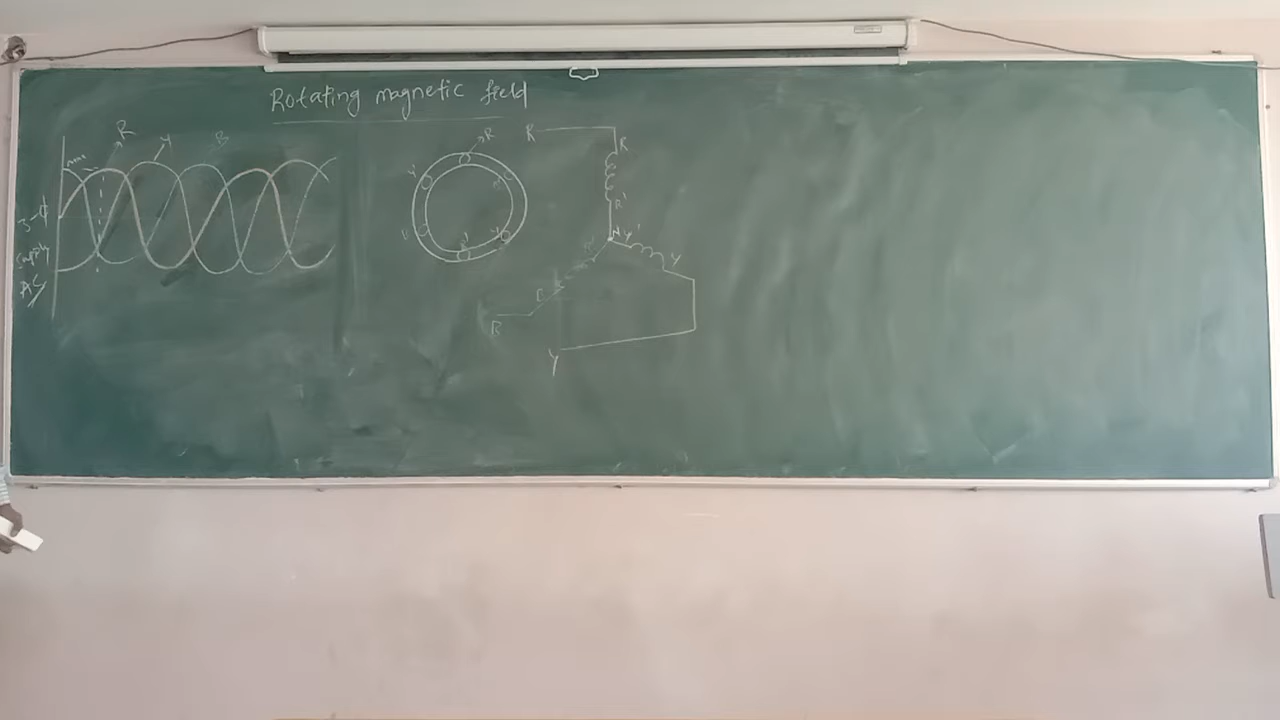 Rotating magnetic field
R
Y
B
3-ϕ
supply
AC
R
Y
R'
Y'
R
R
R'
N
Y'
Y
B
Y